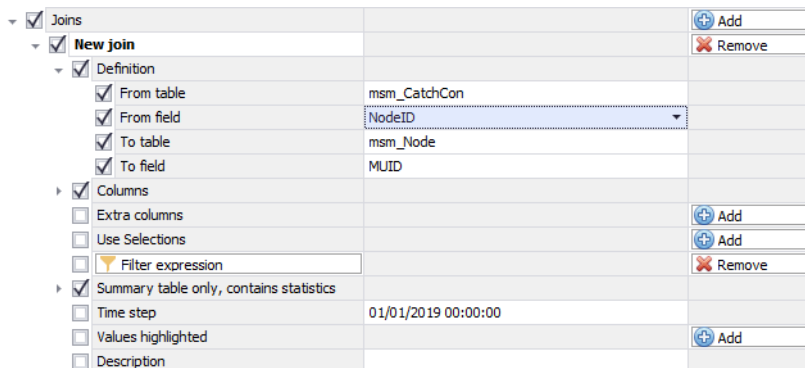 Joins Add
New join Remove
Definition
From table msm_CatchCon
From field NodeID
To table msm_Node
To field MUID
Columns
Extra columns Add
Use Selections Add
Filter expression Remove
Summary table only, contains statistics
Time step 01/01/2019 00:00:00
Values highlighted Add
Description